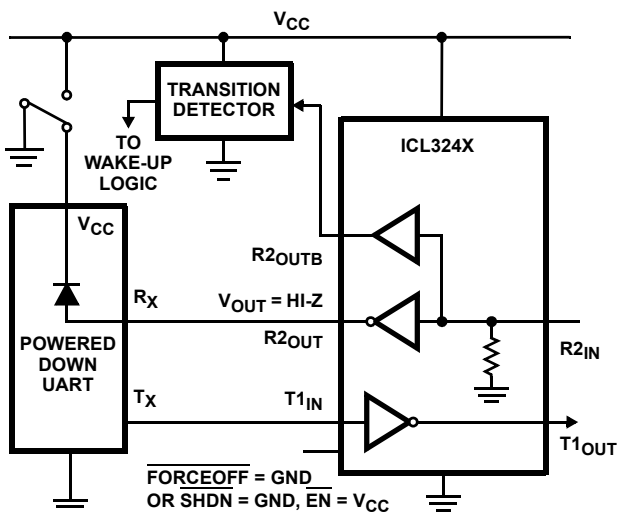 VCC
TRANSITION
DETECTOR
TO
WAKE-UP
LOGIC
ICL324X
VCC
R2OUTB
RX
VOUT = HI-Z
R2OUT
POWERED
DOWN
UART
R2IN
TX
T1IN
T1OUT
FORCEOFF = GND
OR SHDN = GND, EN = VCC